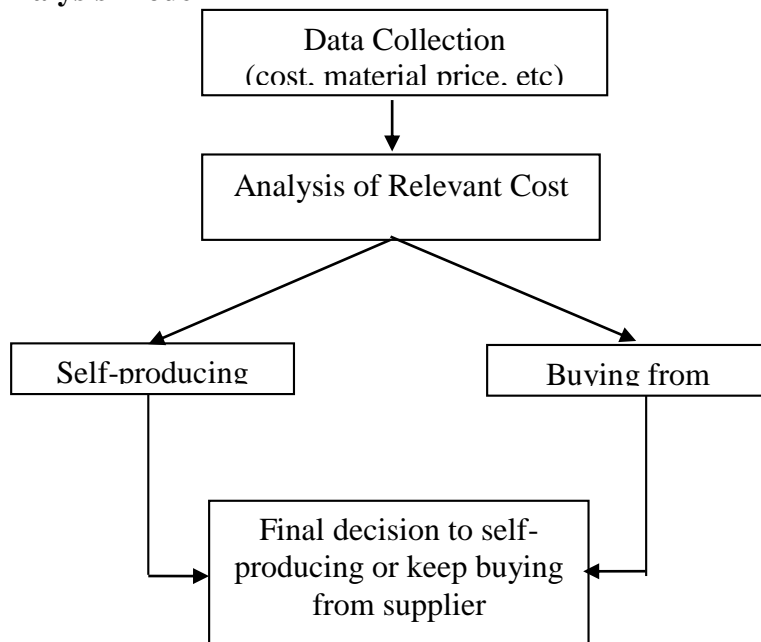 Data Collection
(cost, material price, etc)
Analysis of Relevant Cost
Self-producing
Buying from
Final decision to self-
producing or keep buying
from supplier